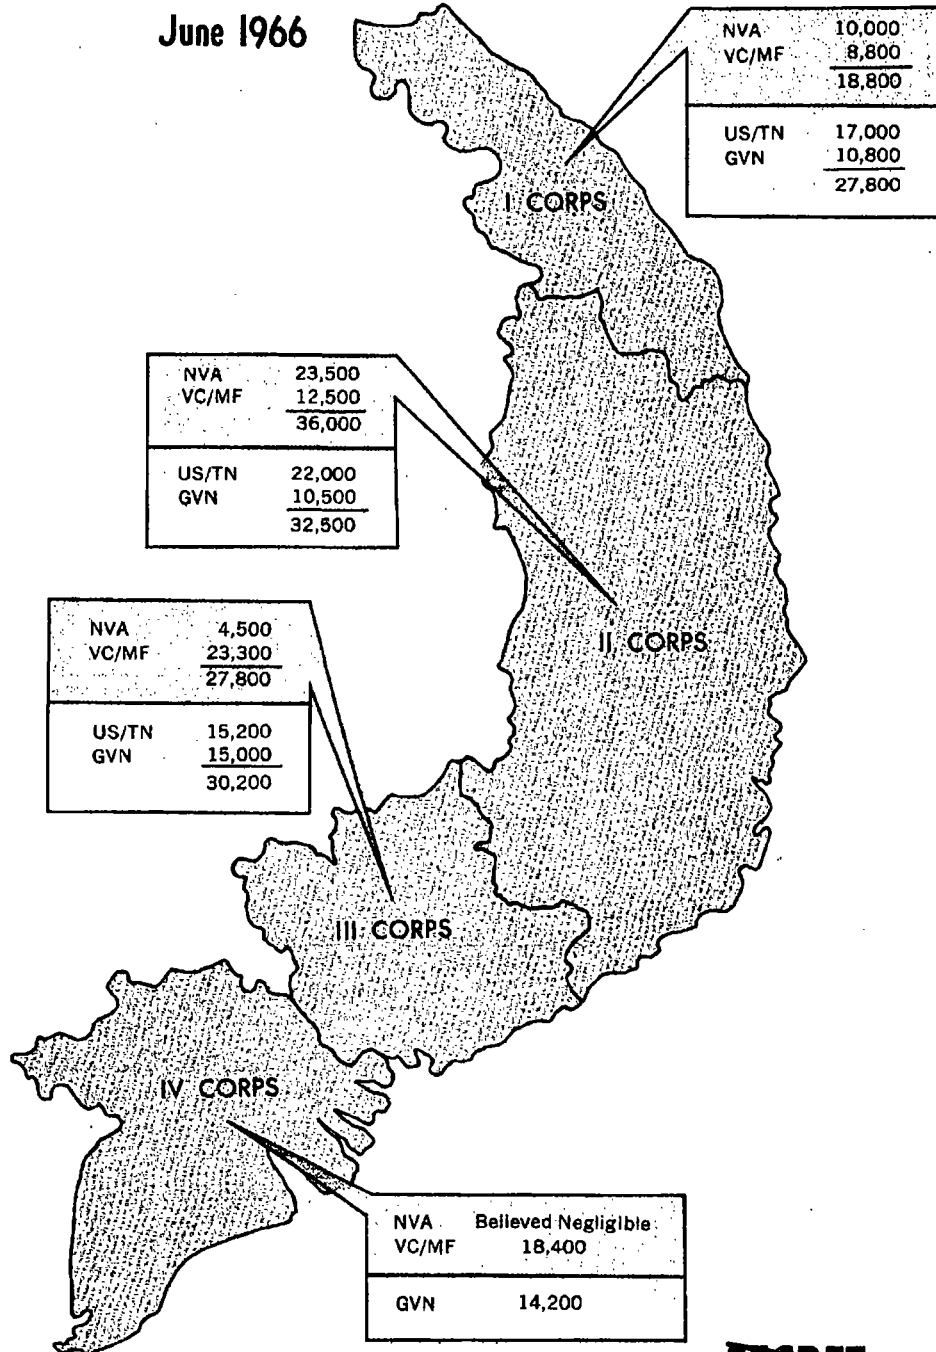 June 1966
NVA 10,000
VC/MF 8,800
18,800
US/TN 17,000
GVN 10,800
27,800
I CORPS
NVA 23,500
VC/MF 12,500
36,000
US/TN 22,000
GVN 10,500
32,500
II CORPS
NVA 4,500
VC/MF 23,300
27,800
US/TN 15,200
GVN 15,000
30,200
III CORPS
IV CORPS
NVA Believed Negligible
VC/MF 18,400
GVN 14,200